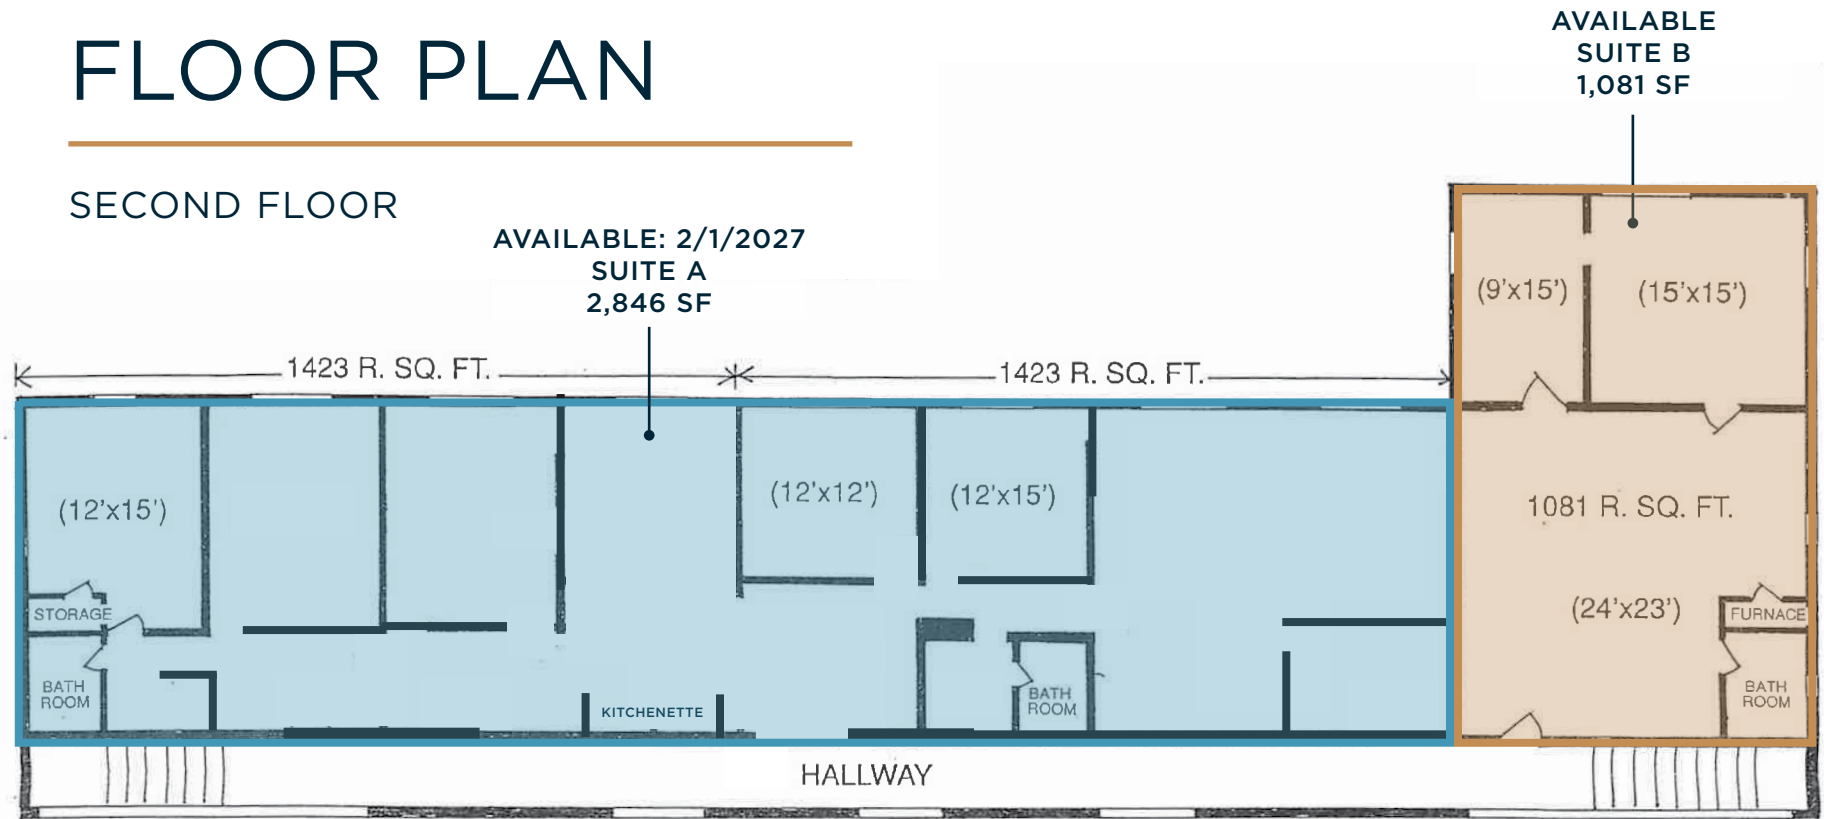 FLOOR PLAN
SECOND FLOOR
AVAILABLE
SUITE B
1,081 SF
AVAILABLE: 2/1/2027
SUITE A
2,846 SF
1423 R. SQ. FT.
1423 R. SQ. FT.
(9'x15')
(15'x15')
(12'x15')
(12'x12')
(12'x15')
1081 R. SQ. FT.
(24'x23')
STORAGE
FURNACE
BATH
ROOM
KITCHENETTE
BATH
ROOM
BATH
ROOM
HALLWAY